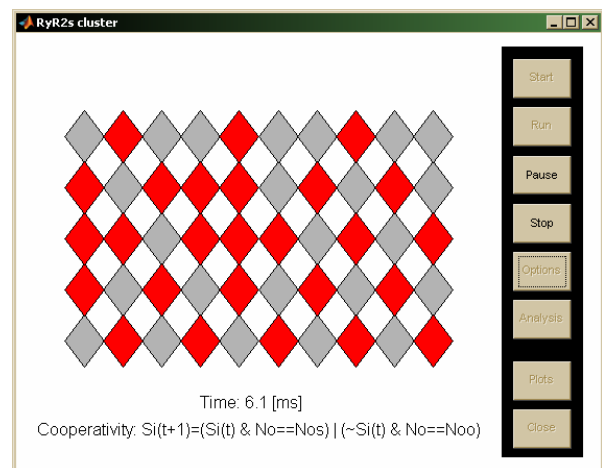 RyR2s cluster
Start
Run
Pause
Stop
Options
Analysis
Plots
Close
Time: 6.1 [ms]
Cooperativity: Si(t+1)=(Si(t) & No==Nos) | (~Si(t) & No==Noo)